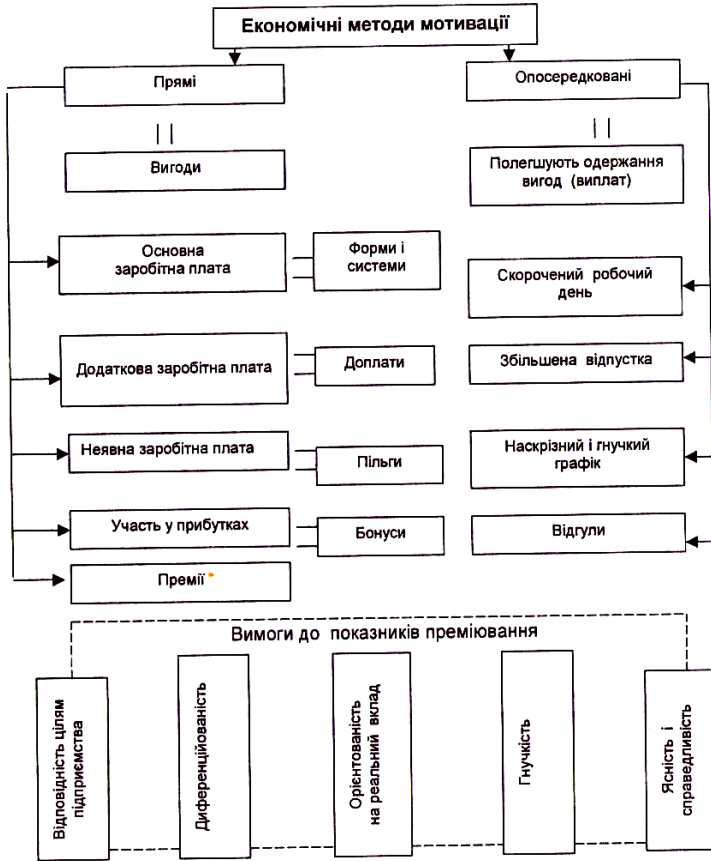 Економічні методи мотивації
Прямі
Опосередковані
Вигоди
Полегшують одержання
вигод (виплат)
Основна
заробітна плата
Форми і
системи
Скорочений робочий
день
Додаткова заробітна плата
Доплати
Збільшена відпустка
Неявна заробітна плата
Пільги
Наскрізний і гнучкий
графік
Участь у прибутках
Бонуси
Відгули
Премії
Вимоги до показників преміювання
Відповідність цілям
підприємства
Диференційованість
Орієнтованість
на реальний вклад
Гнучкість
Ясність і
справедливість